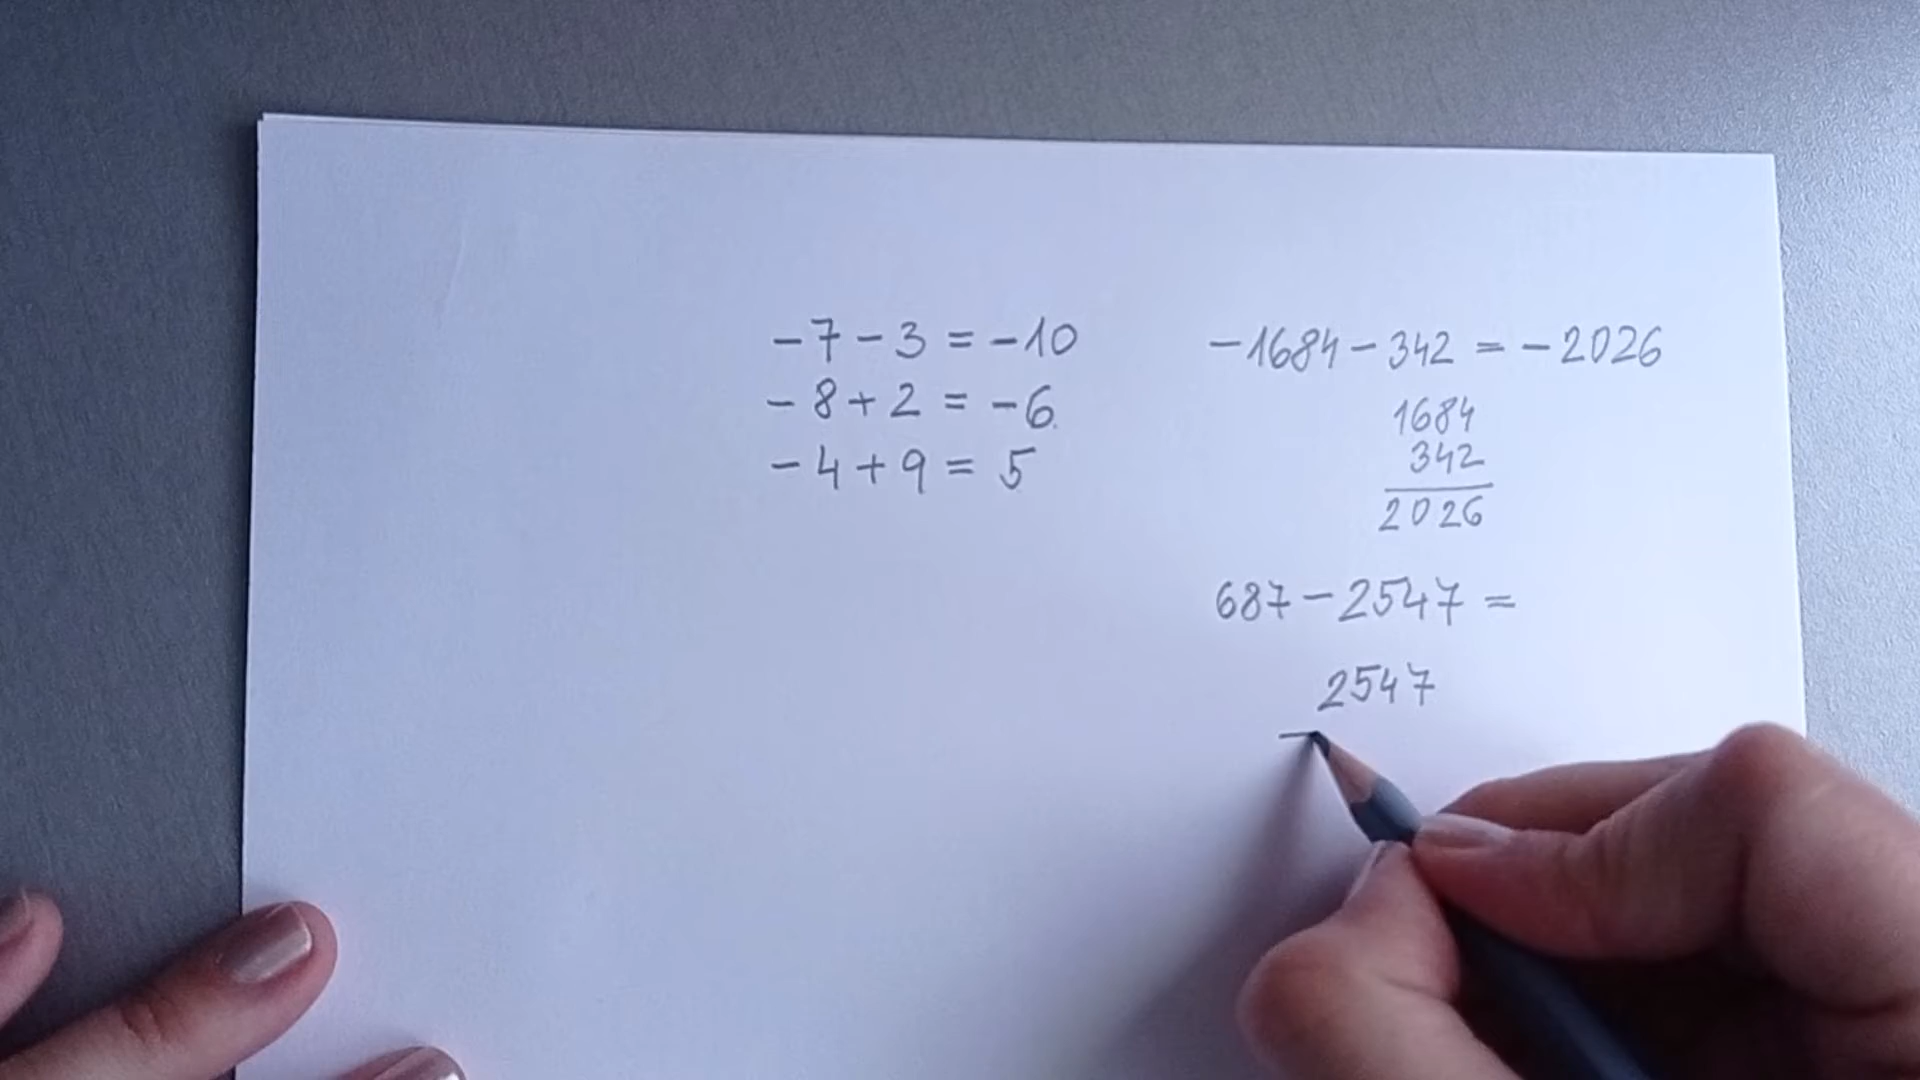 -7-3 = -10
-8+2 = -6
-4+9 = 5
-1684-342 = -2026
1684
342
2026
687-2547 =
2547
-